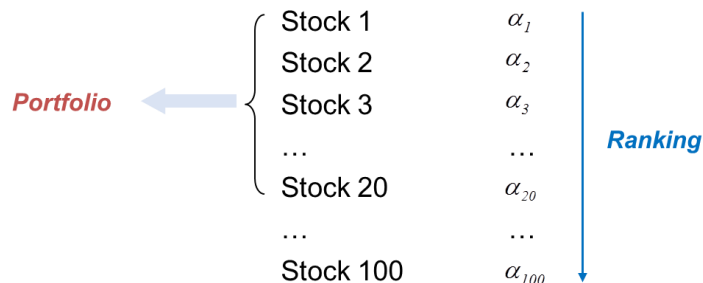 Stock 1 α1
Stock 2 α2
Portfolio Stock 3 α3
... ...
Ranking
Stock 20 α20
... ...
Stock 100 α100